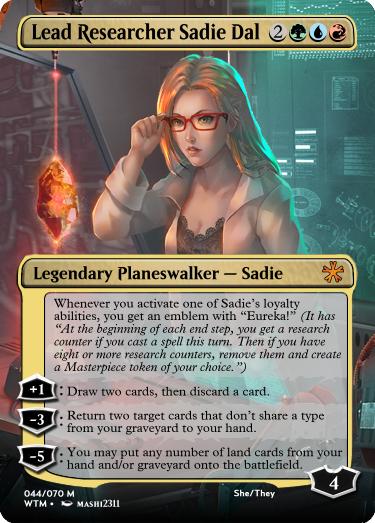 Lead Researcher Sadie Dal 2
Legendary Planeswalker — Sadie
Whenever you activate one of Sadie's loyalty
abilities, you get an emblem with "Eureka!" (It has
"At the beginning of each end step, you get a research
counter if you cast a spell this turn. Then if you have
eight or more research counters, remove them and create
a Masterpiece token of your choice.")
+1: Draw two cards, then discard a card.
-3: Return two target cards that don't share a type
from your graveyard to your hand.
-5: You may put any number of land cards from your
hand and/or graveyard onto the battlefield.
4
044/070 M
She/They
WTM • MASHI2311